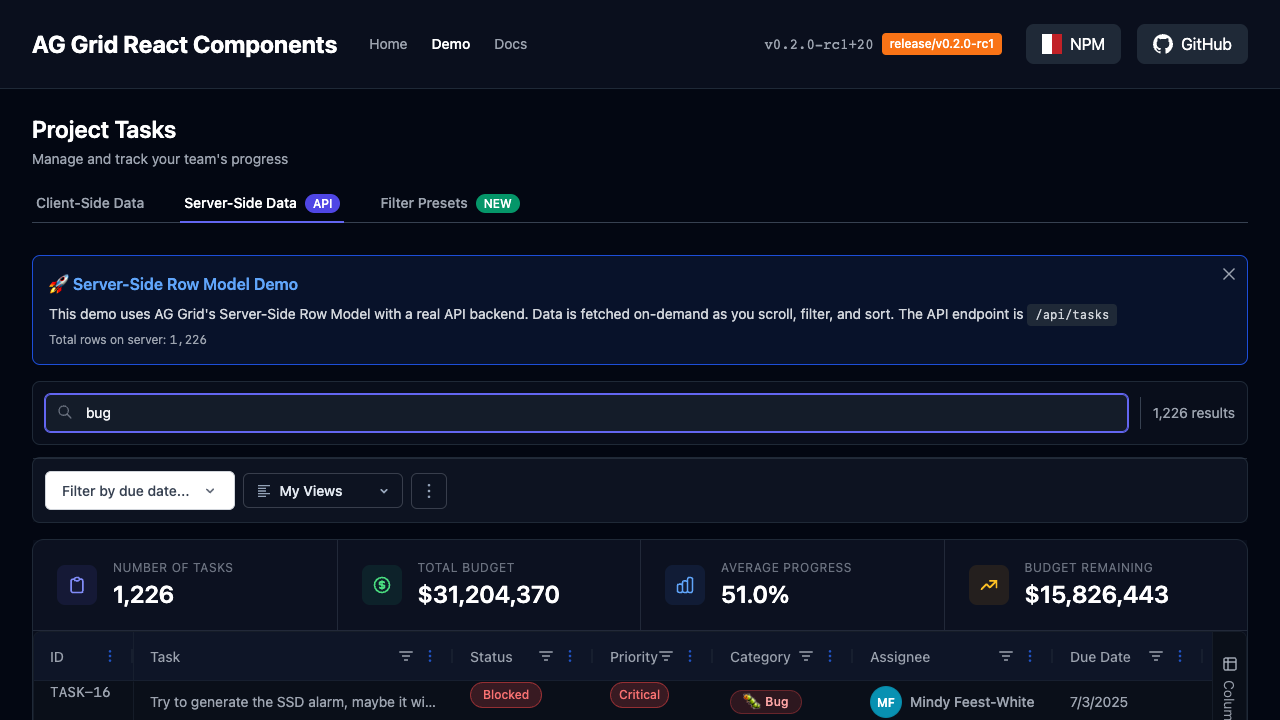 AG Grid React Components Home Demo Docs v0.2.0-rc1+20 release/v0.2.0-rc1 NPM GitHub
Project Tasks
Manage and track your team's progress
Client-Side Data Server-Side Data API Filter Presets NEW
🚀 Server-Side Row Model Demo
This demo uses AG Grid's Server-Side Row Model with a real API backend. Data is fetched on-demand as you scroll, filter, and sort. The API endpoint is /api/tasks
Total rows on server: 1,226
bug 1,226 results
Filter by due date... My Views
NUMBER OF TASKS TOTAL BUDGET AVERAGE PROGRESS BUDGET REMAINING
1,226 $31,204,370 51.0% $15,826,443
ID Task Status Priority Category Assignee Due Date
TASK-16 Try to generate the SSD alarm, maybe it wi... Blocked Critical 🐛 Bug MF Mindy Feest-White 7/3/2025